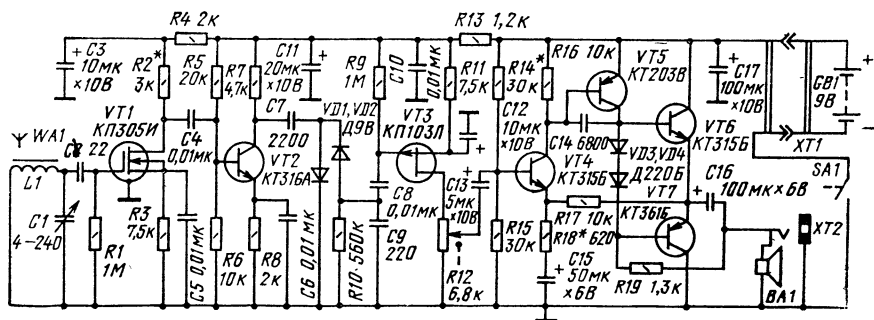 R4 2к
R13 1,2к
C3
10мк
×10В
R2*
3к
R5
20к
R7
4,7к
C11
20мк
×10В
R9
1М
C10
0,01мк
R11
7,5к
R14*
30к
R16 10к
VT5
КТ203В
C17
100мк
×10В
GB1
9В
+
−
XT1
VT1
КП305И
C4
0,01мк
C7
2200
VD1, VD2
Д9В
VT3
КП103Л
C12
10мк
×10В
C14 6800
VT6
КТ315Б
WA1
C2 22
L1
VT2
КТ316А
VT4
КТ315Б
VD3, VD4
Д220Б
VT7
КТ361Б
C16
100мк×6В
SA1
C1
4–240
R1
1М
R3
7,5к
C5 0,01мк
R6
10к
R8
2к
C6 0,01мк
R10 560к
C8
0,01мк
C9
220
C13
5мк
×10В
R12
6,8к
R15
30к
R17 10к
R18* 620
C15
50мк
×6В
R19 1,3к
BA1
XT2